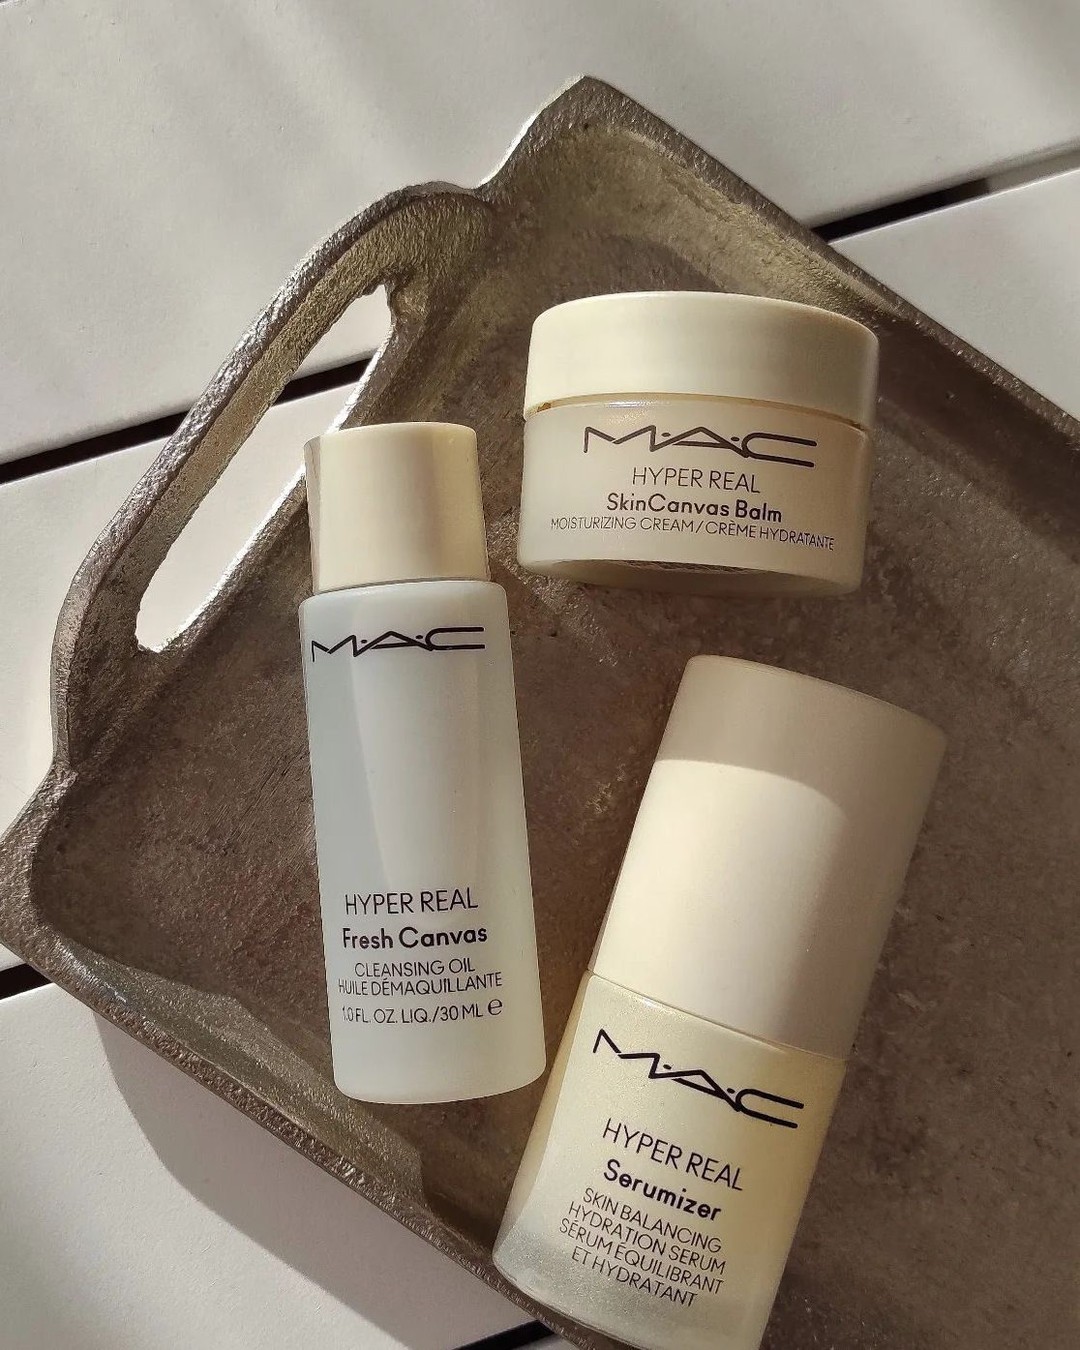 M·A·C
HYPER REAL
SkinCanvas Balm
MOISTURIZING CREAM/CRÈME HYDRATANTE
M·A·C
HYPER REAL
Fresh Canvas
CLEANSING OIL
HUILE DÉMAQUILLANTE
1.0 FL. OZ. LIQ./30 ML ℮
M·A·C
HYPER REAL
Serumizer
SKIN BALANCING
HYDRATION SERUM
SÉRUM ÉQUILIBRANT
ET HYDRATANT